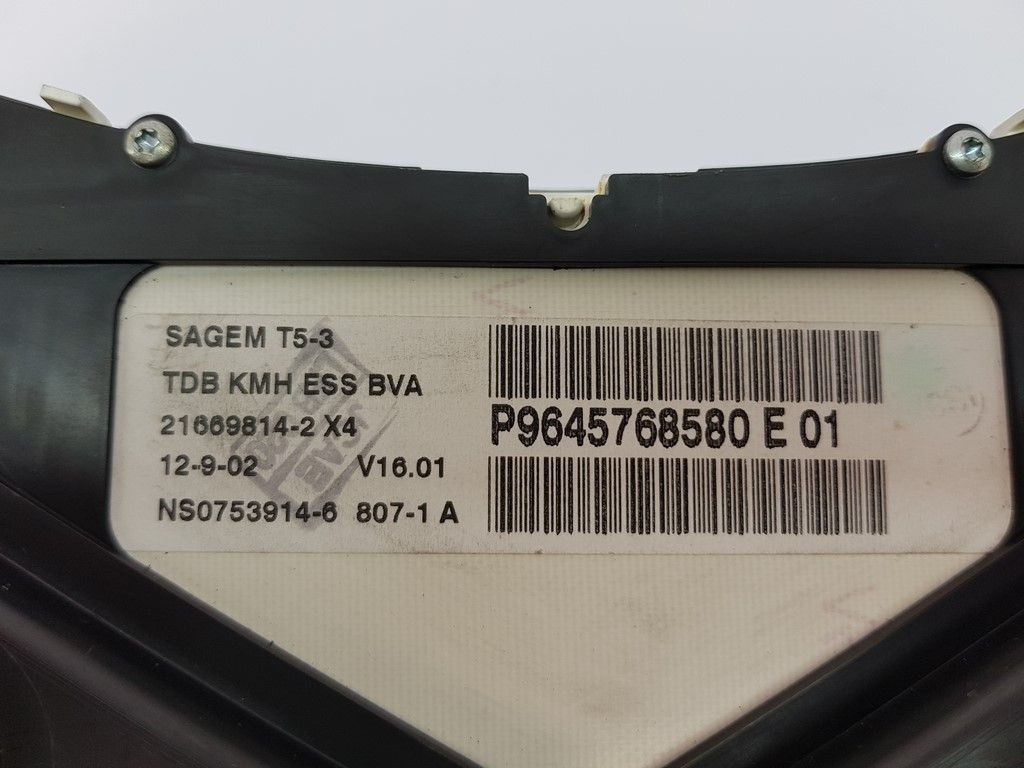 SAGEM T5-3
TDB KMH ESS BVA
21669814-2 X4
12-9-02 V16.01
NS0753914-6 807-1 A
P9645768580 E 01